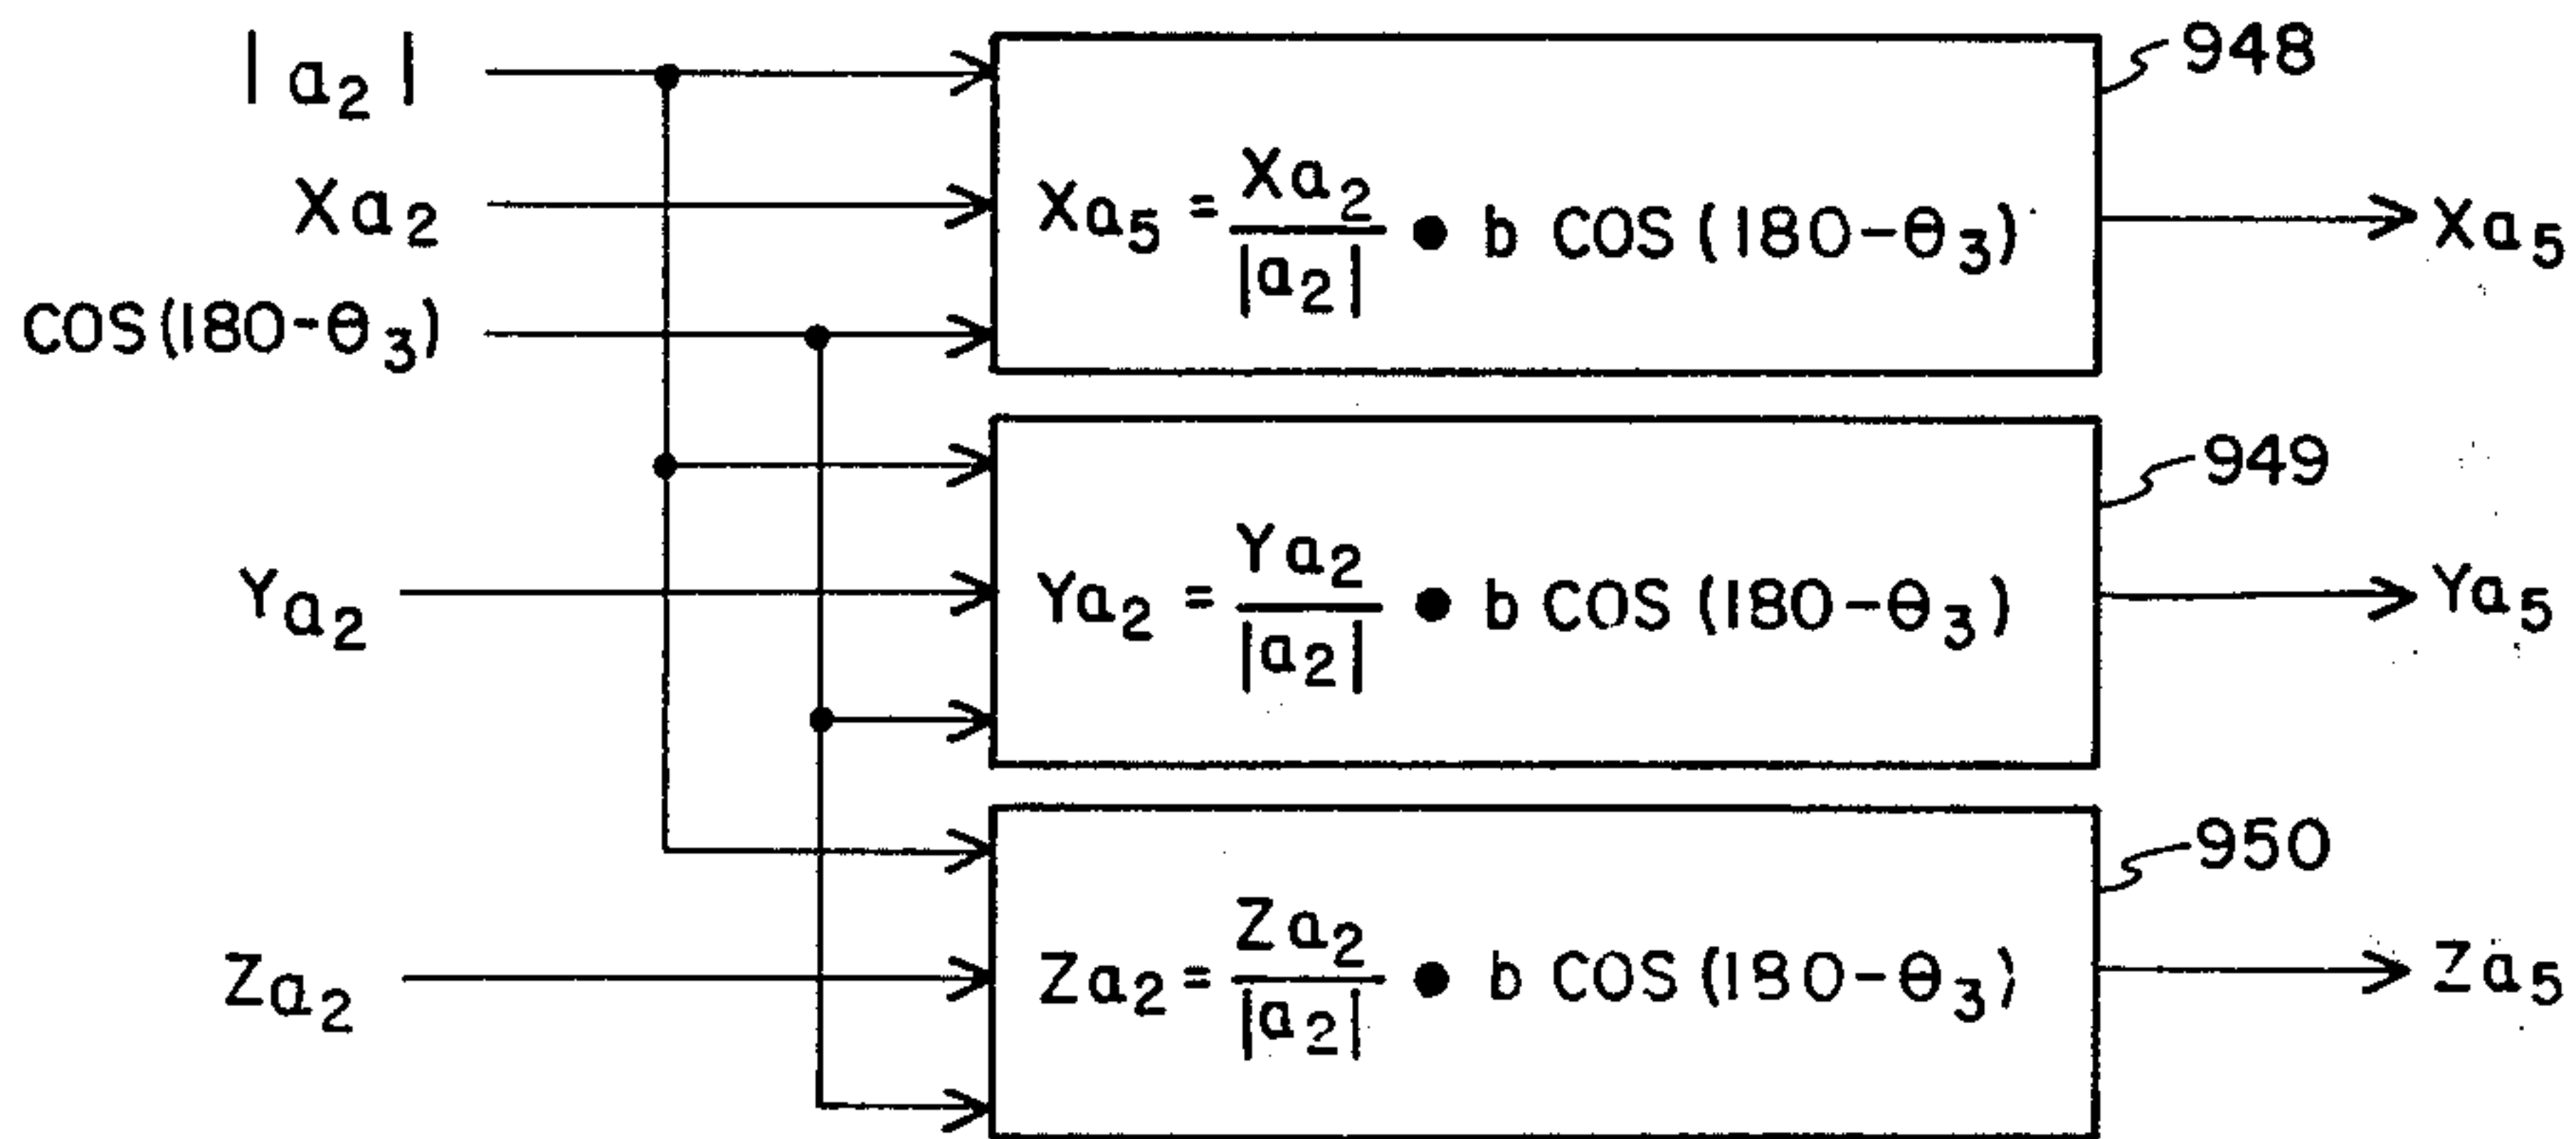 |a₂|
Xa₂
COS(180-θ₃)
Xa₅ = Xa₂/|a₂| ● b COS (180-θ₃)
948
Xa₅
Ya₂
Ya₂ = Ya₂/|a₂| ● b COS (180-θ₃)
949
Ya₅
Za₂
Za₂ = Za₂/|a₂| ● b COS (180-θ₃)
950
Za₅